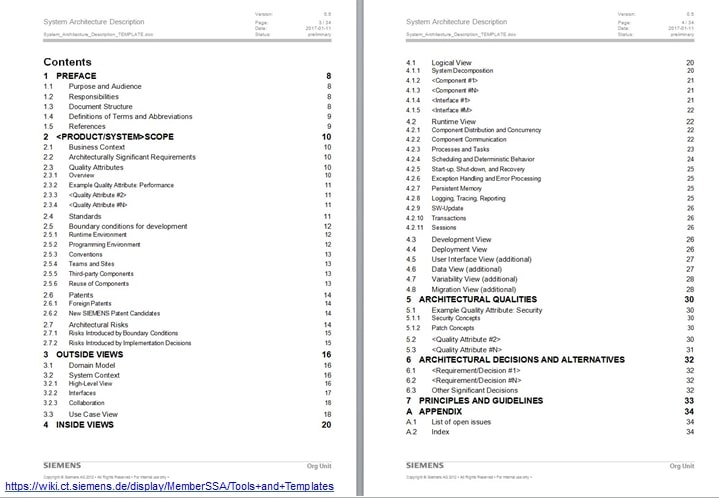 System Architecture Description
Version: 0.5
Page: 3 / 34
Date: 2017-01-11
System_Architecture_Description_TEMPLATE.doc
Status: preliminary
Contents
1 PREFACE 8
1.1 Purpose and Audience 8
1.2 Responsibilities 8
1.3 Document Structure 8
1.4 Definitions of Terms and Abbreviations 9
1.5 References 9
2 <PRODUCT/SYSTEM>SCOPE 10
2.1 Business Context 10
2.2 Architecturally Significant Requirements 10
2.3 Quality Attributes 10
2.3.1 Overview 10
2.3.2 Example Quality Attribute: Performance 11
2.3.3 <Quality Attribute #2> 11
2.3.4 <Quality Attribute #N> 11
2.4 Standards 11
2.5 Boundary conditions for development 12
2.5.1 Runtime Environment 12
2.5.2 Programming Environment 12
2.5.3 Conventions 13
2.5.4 Teams and Sites 13
2.5.5 Third-party Components 13
2.5.6 Reuse of Components 13
2.6 Patents 14
2.6.1 Foreign Patents 14
2.6.2 New SIEMENS Patent Candidates 14
2.7 Architectural Risks 14
2.7.1 Risks Introduced by Boundary Conditions 15
2.7.2 Risks Introduced by Implementation Decisions 15
3 OUTSIDE VIEWS 16
3.1 Domain Model 16
3.2 System Context 16
3.2.1 High-Level View 16
3.2.2 Interfaces 17
3.2.3 Collaboration 18
3.3 Use Case View 18
4 INSIDE VIEWS 20
SIEMENS Org Unit
Copyright © Siemens AG 2012 • All Rights Reserved • For internal use only •
System Architecture Description
Version: 0.5
Page: 4 / 34
Date: 2017-01-11
System_Architecture_Description_TEMPLATE.doc
Status: preliminary
4.1 Logical View 20
4.1.1 System Decomposition 20
4.1.2 <Component #1> 21
4.1.3 <Component #N> 21
4.1.4 <Interface #1> 21
4.1.5 <Interface #M> 22
4.2 Runtime View 22
4.2.1 Component Distribution and Concurrency 22
4.2.2 Component Communication 22
4.2.3 Processes and Tasks 23
4.2.4 Scheduling and Deterministic Behavior 24
4.2.5 Start-up, Shut-down, and Recovery 25
4.2.6 Exception Handling and Error Processing 25
4.2.7 Persistent Memory 25
4.2.8 Logging, Tracing, Reporting 25
4.2.9 SW-Update 26
4.2.10 Transactions 26
4.2.11 Sessions 26
4.3 Development View 26
4.4 Deployment View 26
4.5 User Interface View (additional) 27
4.6 Data View (additional) 27
4.7 Variability View (additional) 28
4.8 Migration View (additional) 28
5 ARCHITECTURAL QUALITIES 30
5.1 Example Quality Attribute: Security 30
5.1.1 Security Concepts 30
5.1.2 Patch Concepts 30
5.2 <Quality Attribute #2> 30
5.3 <Quality Attribute #N> 31
6 ARCHITECTURAL DECISIONS AND ALTERNATIVES 32
6.1 <Requirement/Decision #1> 32
6.2 <Requirement/Decision #N> 32
6.3 Other Significant Decisions 32
7 PRINCIPLES AND GUIDELINES 33
A APPENDIX 34
A.1 List of open issues 34
A.2 Index 34
SIEMENS Org Unit
Copyright © Siemens AG 2012 • All Rights Reserved • For internal use only •
https://wiki.ct.siemens.de/display/MemberSSA/Tools+and+Templates